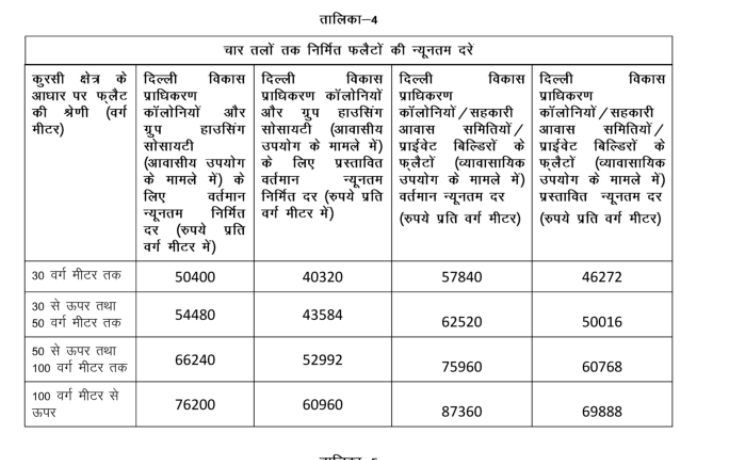 तालिका–4
चार तलों तक निर्मित फलैटों की न्यूनतम दरे
कुरसी क्षेत्र के
आधार पर फ्लैट
की श्रेणी (वर्ग
मीटर)
दिल्ली विकास
प्राधिकरण
कॉलोनियों और
ग्रुप हाउसिंग
सोसायटी
(आवासीय उपयोग
के मामले में) के
लिए वर्तमान
न्यूनतम निर्मित
दर (रुपये प्रति
वर्ग मीटर में)
दिल्ली विकास
प्राधिकरण कॉलोनियों
और ग्रुप हाउसिंग
सोसायटी (आवासीय
उपयोग के मामले में)
के लिए प्रस्तावित
वर्तमान न्यूनतम
निर्मित दर (रुपये प्रति
वर्ग मीटर में)
दिल्ली विकास
प्राधिकरण
कॉलोनियों/सहकारी
आवास समितियों/
प्राईवेट बिल्डिरों के
फ्लैटों (व्यावासायिक
उपयोग के मामले में)
वर्तमान न्यूनतम दर
(रुपये प्रति वर्ग मीटर)
दिल्ली विकास
प्राधिकरण
कॉलोनियों/सहकारी
आवास समितियों/
प्राईवेट बिल्डिरों के
फ्लैटों (व्यावासायिक
उपयोग के मामले में)
प्रस्तावित न्यूनतम दर
(रुपये प्रति वर्ग मीटर)
30 वर्ग मीटर तक 50400 40320 57840 46272
30 से ऊपर तथा
50 वर्ग मीटर तक 54480 43584 62520 50016
50 से ऊपर तथा
100 वर्ग मीटर तक 66240 52992 75960 60768
100 वर्ग मीटर से
ऊपर 76200 60960 87360 69888